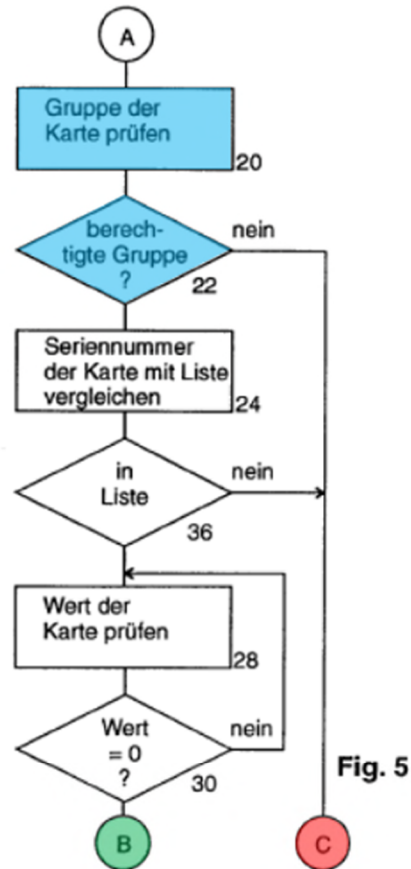 A
Gruppe der
Karte prüfen
20
berech-
tigte Gruppe
?
nein
22
Seriennummer
der Karte mit Liste
vergleichen
24
in
Liste
nein
36
Wert der
Karte prüfen
28
Wert
= 0
?
nein
30
Fig. 5
B
C